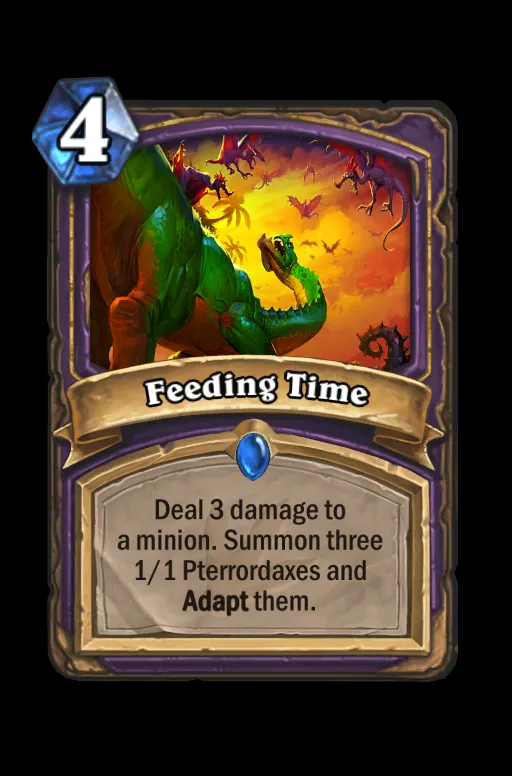 4
Feeding Time
Deal 3 damage to
a minion. Summon three
1/1 Pterrordaxes and
Adapt them.